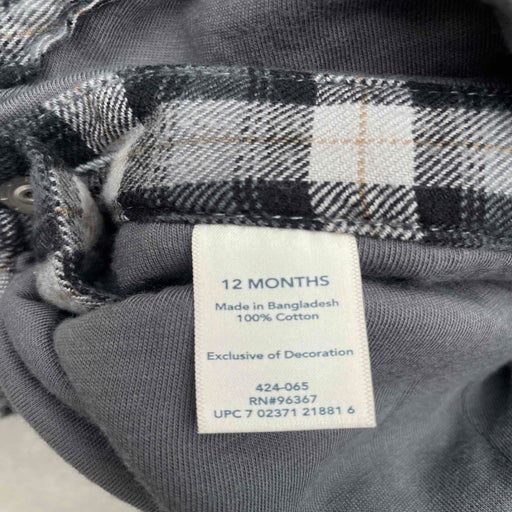 12 MONTHS
Made in Bangladesh
100% Cotton
Exclusive of Decoration
424-065
RN#96367
UPC 7 02371 21881 6